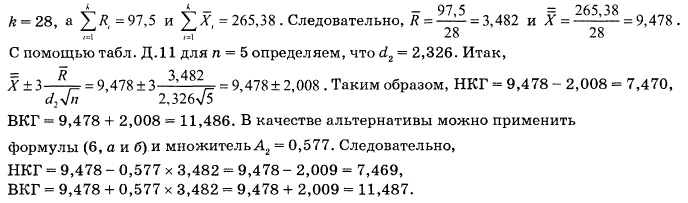 k = 28, а \sum_{i=1}^{k} R_i = 97,5 и \sum_{i=1}^{k} \overline{X}_i = 265,38. Следовательно, \overline{R} = \frac{97,5}{28} = 3,482 и \overline{\overline{X}} = \frac{265,38}{28} = 9,478.
С помощью табл. Д.11 для n = 5 определяем, что d₂ = 2,326. Итак,
\overline{\overline{X}} ± 3\frac{\overline{R}}{d_2\sqrt{n}} = 9,478 ± 3\frac{3,482}{2,326\sqrt{5}} = 9,478 ± 2,008. Таким образом, НКГ = 9,478 – 2,008 = 7,470,
ВКГ = 9,478 + 2,008 = 11,486. В качестве альтернативы можно применить
формулы (6, а и б) и множитель A₂ = 0,577. Следовательно,
НКГ = 9,478 – 0,577 × 3,482 = 9,478 – 2,009 = 7,469,
ВКГ = 9,478 + 0,577 × 3,482 = 9,478 + 2,009 = 11,487.